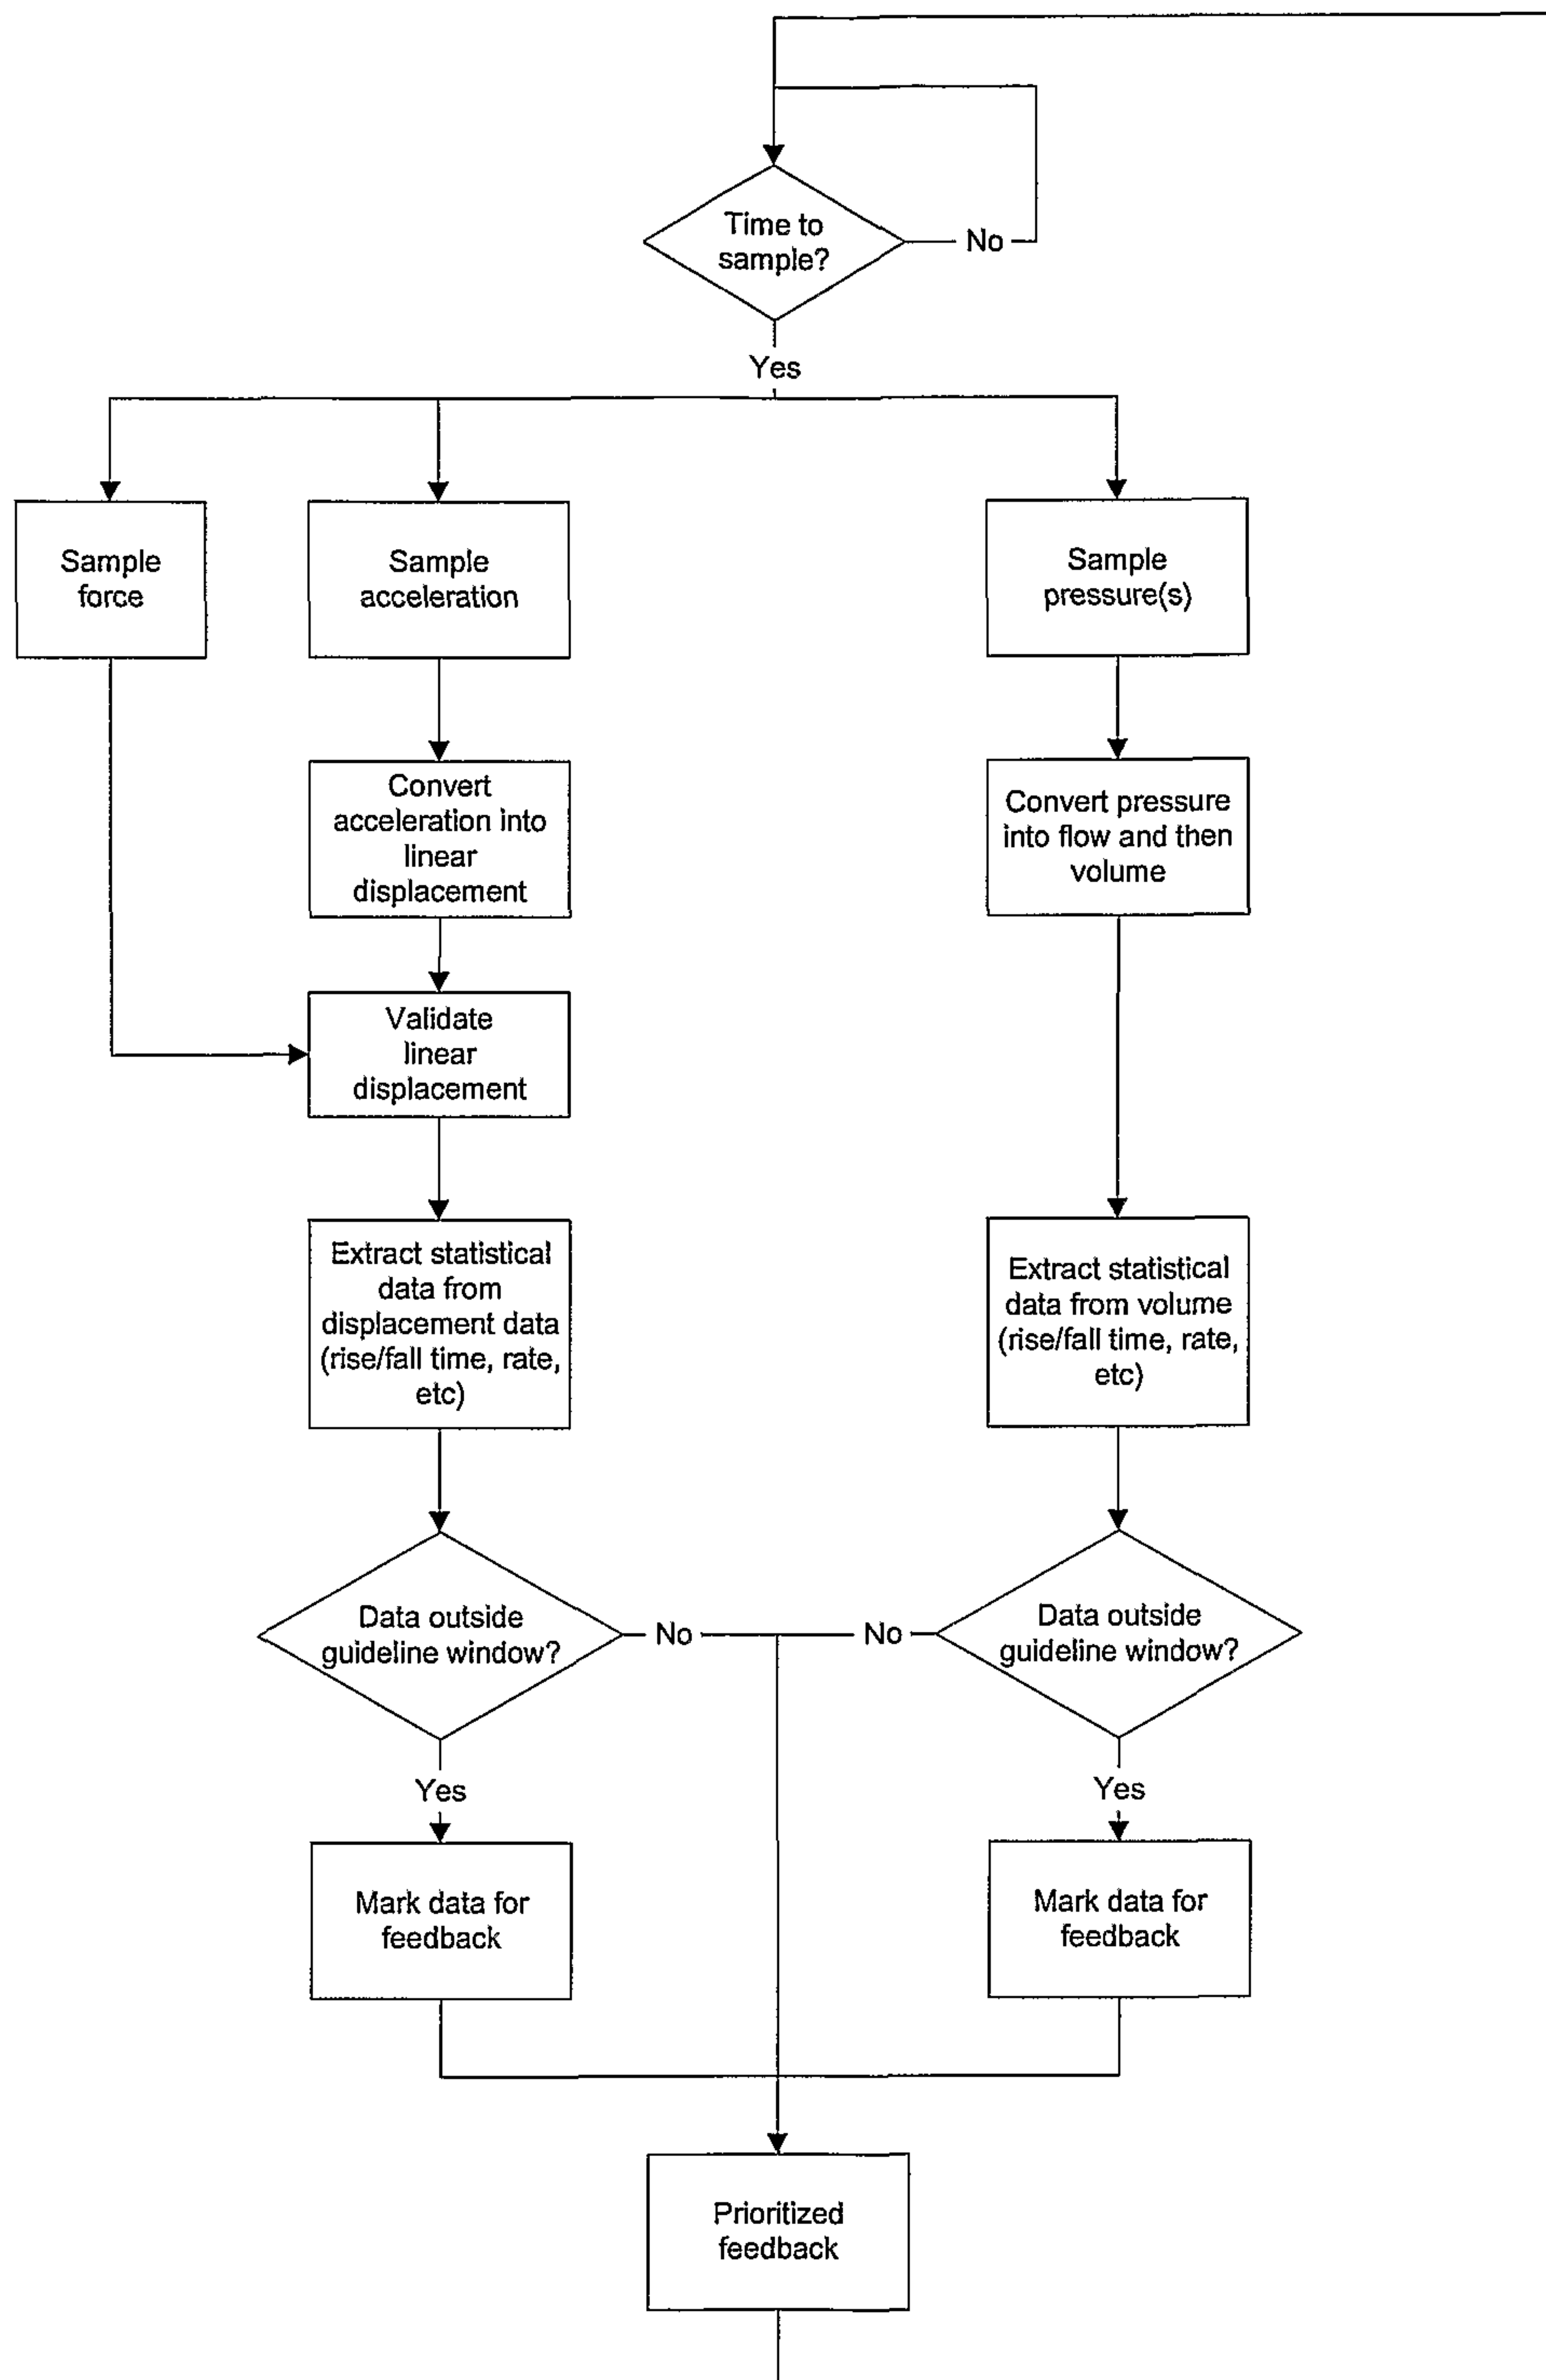 Time to
sample?
No
Yes
Sample
force
Sample
acceleration
Sample
pressure(s)
Convert
acceleration into
linear
displacement
Convert pressure
into flow and then
volume
Validate
linear
displacement
Extract statistical
data from
displacement data
(rise/fall time, rate,
etc)
Extract statistical
data from volume
(rise/fall time, rate,
etc)
Data outside
guideline window?
No
No
Data outside
guideline window?
Yes
Yes
Mark data for
feedback
Mark data for
feedback
Prioritized
feedback